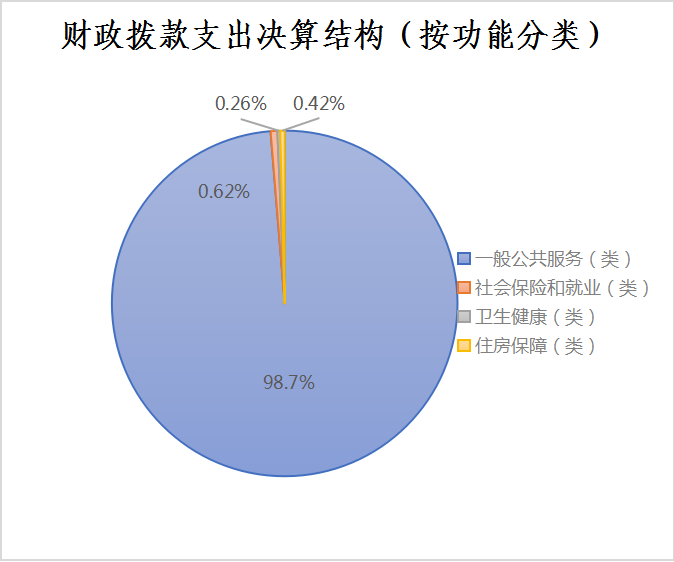 财政拨款支出决算结构（按功能分类）
0.26%
0.42%
0.62%
98.7%
一般公共服务（类）
社会保险和就业（类）
卫生健康（类）
住房保障（类）